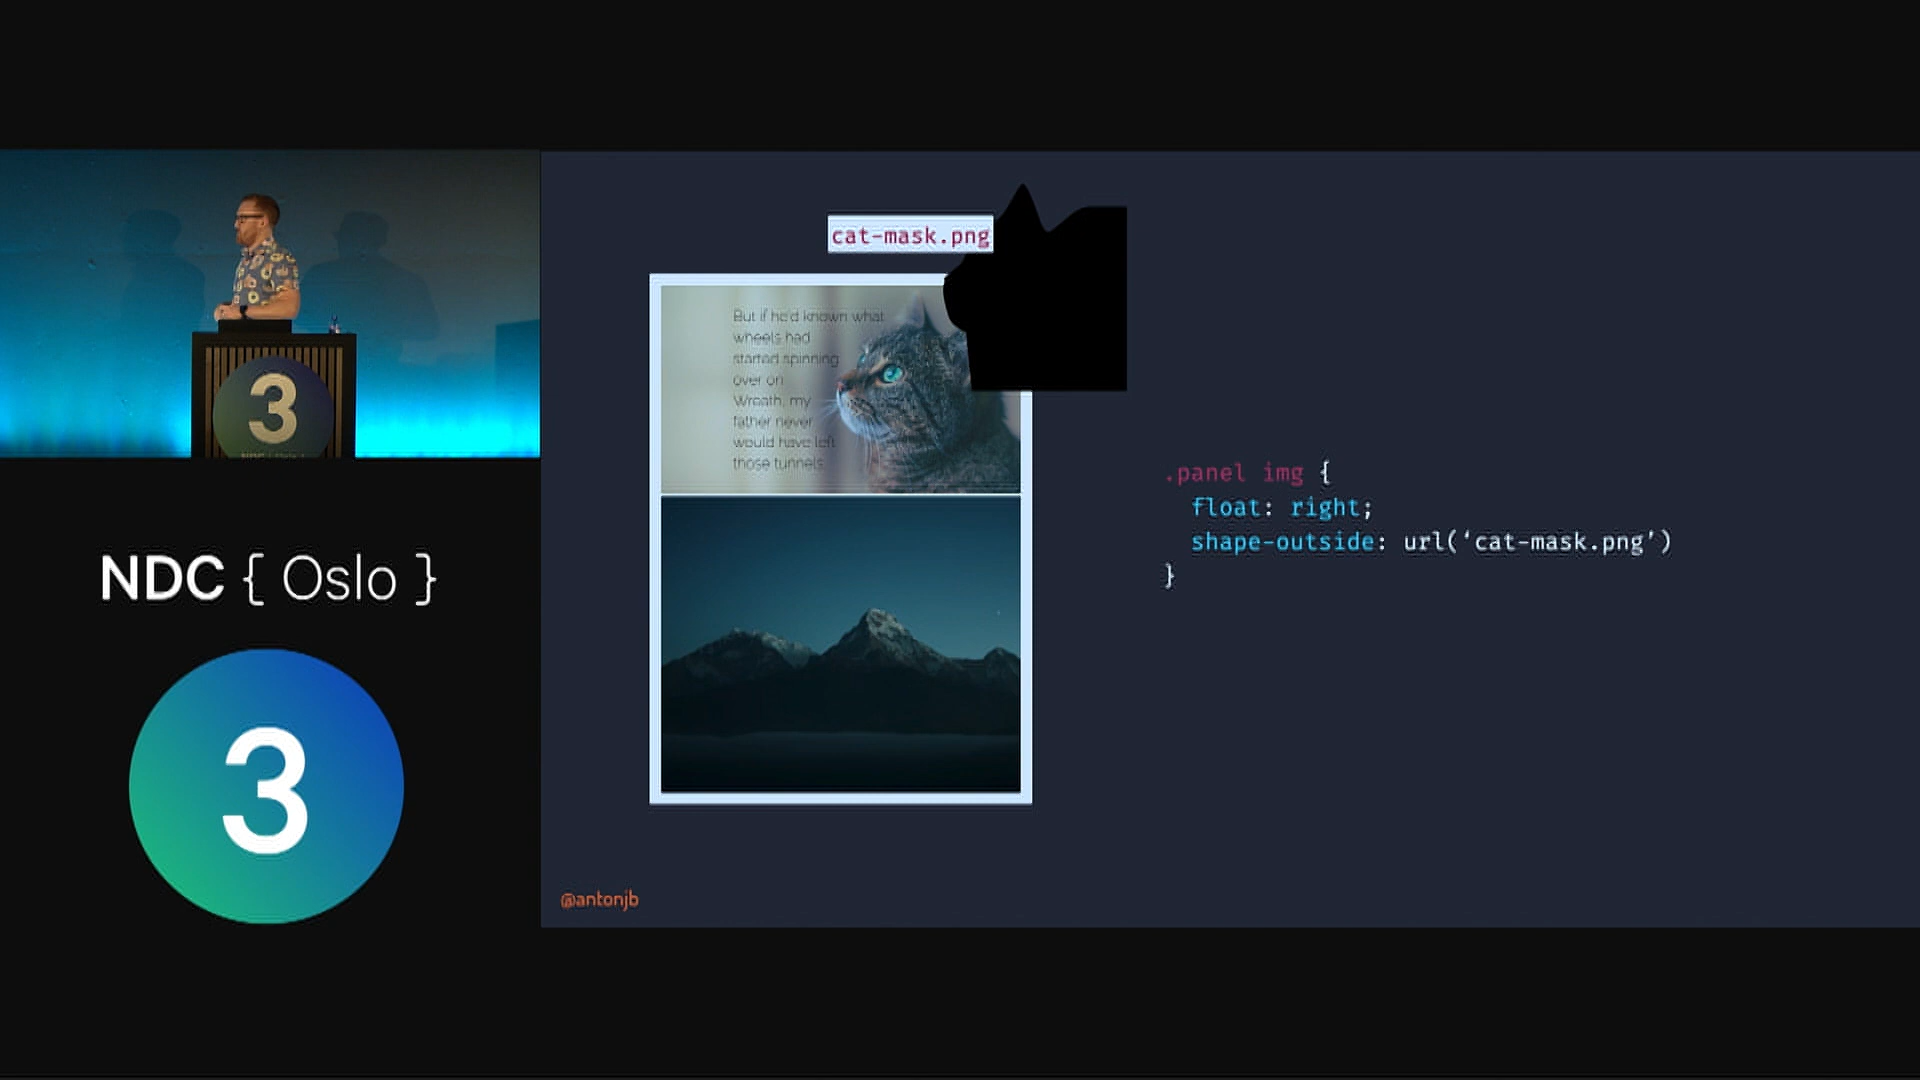 cat-mask.png
But if he'd known what
wheels had
started spinning
over on
Wreath, my
father never
would have left
those tunnels
.panel img {
float: right;
shape-outside: url(‘cat-mask.png’)
}
@antonjb
3
NDC { Oslo }
3